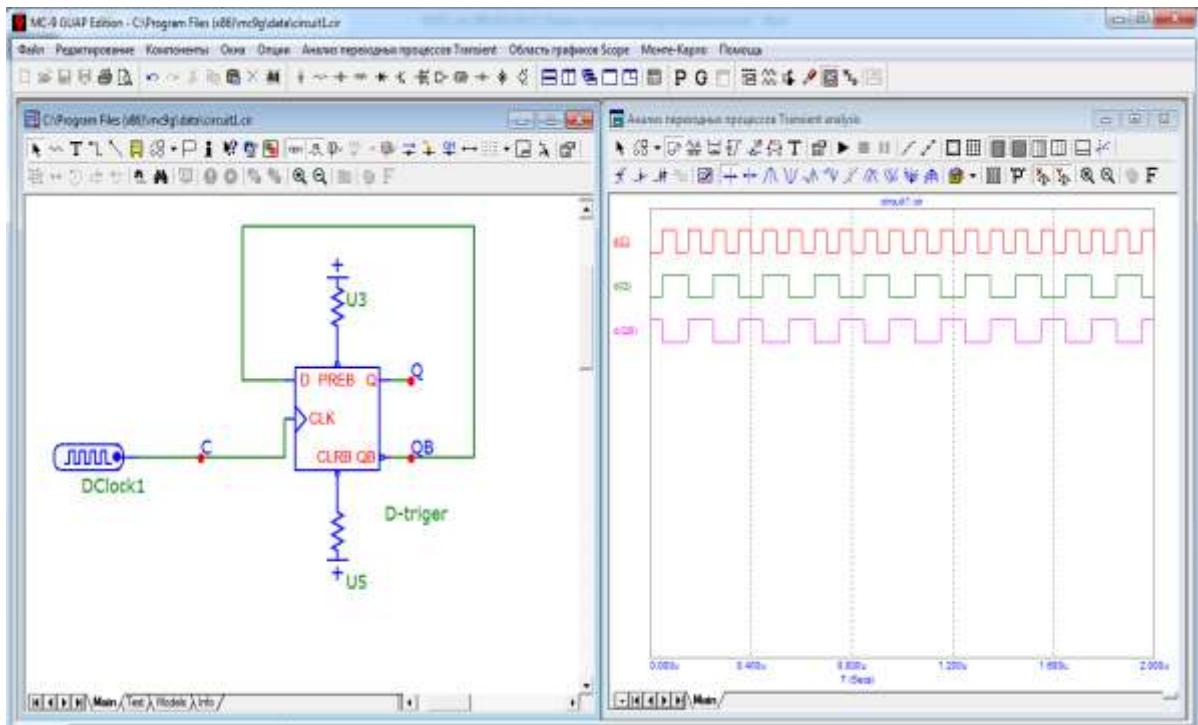 MC-9 GUAP Edition - C:\Program Files (x86)\mc9g\data\circuit1.cir
Файл Редактирование Компоненты Окна Опции Анализ переходных процессов Transient Область графиков Scope Монте-Карло Помощь
P G
C:\Program Files (x86)\mc9g\data\circuit1.cir
Анализ переходных процессов Transient analysis
T
T
F
P
F
circuit1.cir
d(C)
d(Q)
d(QB)
U3
D PREB Q
Q
CLK
C
CLRB QB
QB
DClock1
D-triger
U5
0.000u 0.400u 0.800u 1.200u 1.600u 2.000u
T (Secs)
Main Text Models Info
Main